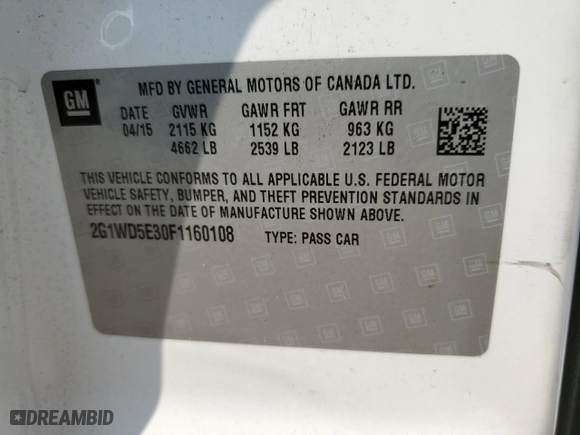 GM
MFD BY GENERAL MOTORS OF CANADA LTD.
DATE GVWR GAWR FRT GAWR RR
04/15 2115 KG 1152 KG 963 KG
4662 LB 2539 LB 2123 LB
THIS VEHICLE CONFORMS TO ALL APPLICABLE U.S. FEDERAL MOTOR
VEHICLE SAFETY, BUMPER, AND THEFT PREVENTION STANDARDS IN
EFFECT ON THE DATE OF MANUFACTURE SHOWN ABOVE.
2G1WD5E30F1160108 TYPE: PASS CAR
DREAMBID